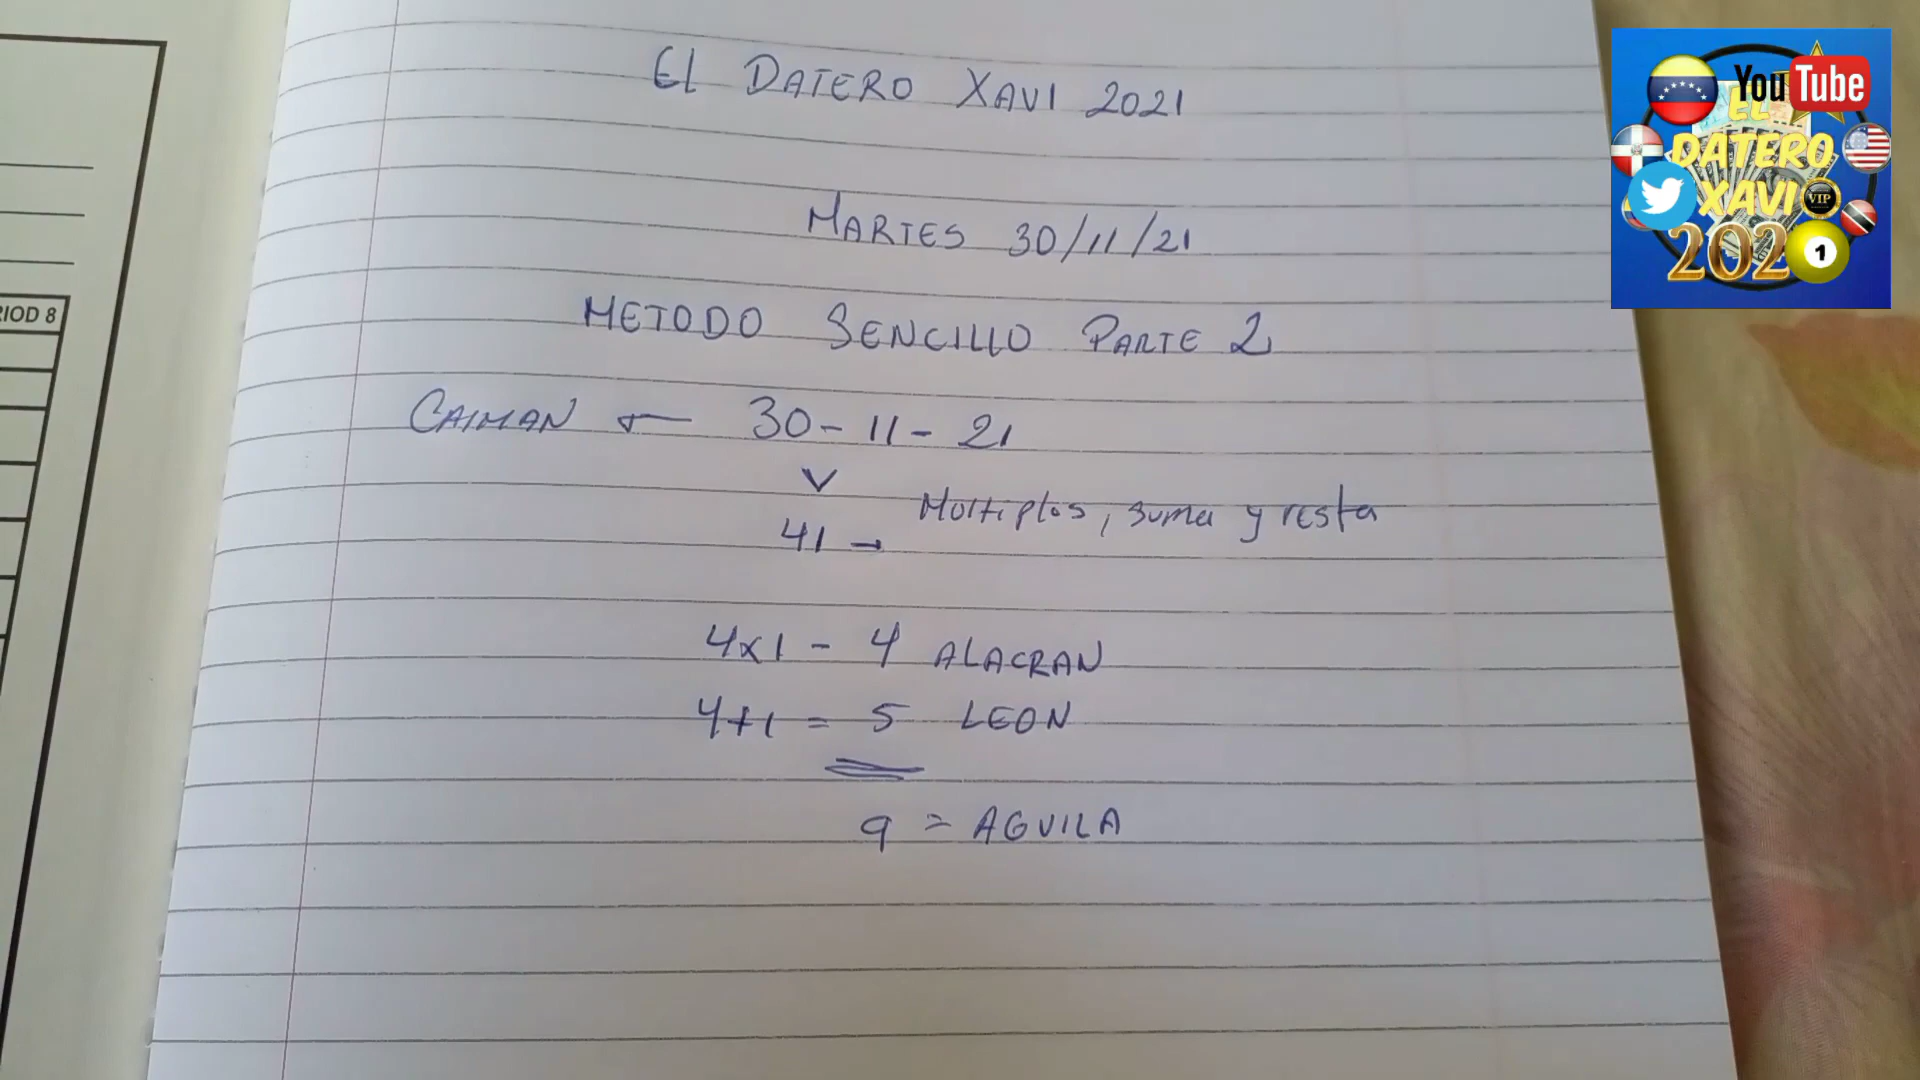 EL DATERO XAVI 2021
MARTES 30/11/21
METODO SENCILLO PARTE 2
CAIMAN ← 30-11-21
V
41 →
Multiplos, suma y resta
4x1 - 4 ALACRAN
4+1 = 5 LEON
9 = AGUILA
RIOD 8
YouTube
EL
DATERO
XAVI
VIP
202
1